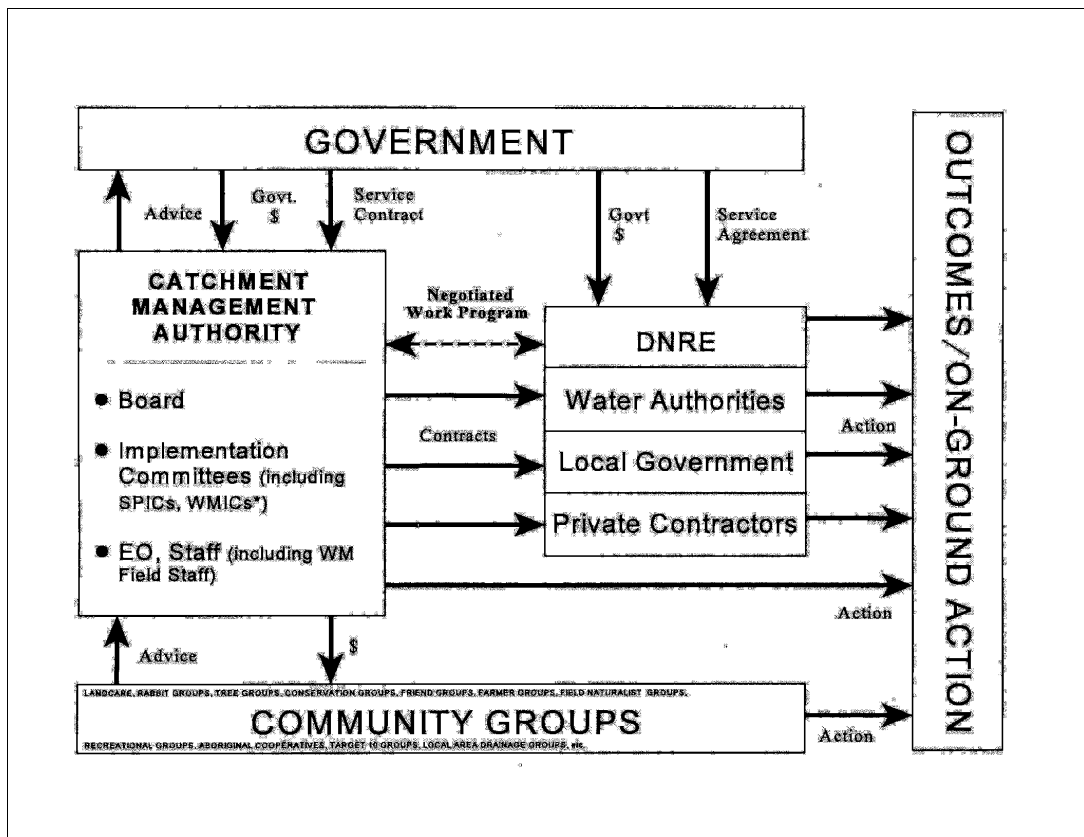 GOVERNMENT
Advice
Govt.
$
Service
Contract
Govt
$
Service
Agreement
CATCHMENT
MANAGEMENT
AUTHORITY
● Board
● Implementation
Committees (including
SPICs, WMICs*)
● EO, Staff (including WM
Field Staff)
Negotiated
Work Program
Contracts
DNRE
Water Authorities
Local Government
Private Contractors
Action
Action
Advice
$
LANDCARE, RABBIT GROUPS, TREE GROUPS, CONSERVATION GROUPS, FRIEND GROUPS, FARMER GROUPS, FIELD NATURALIST GROUPS,
COMMUNITY GROUPS
RECREATIONAL GROUPS, ABORIGINAL COOPERATIVES, TARGET 10 GROUPS, LOCAL AREA DRAINAGE GROUPS, etc.
Action
OUTCOMES/ON-GROUND ACTION